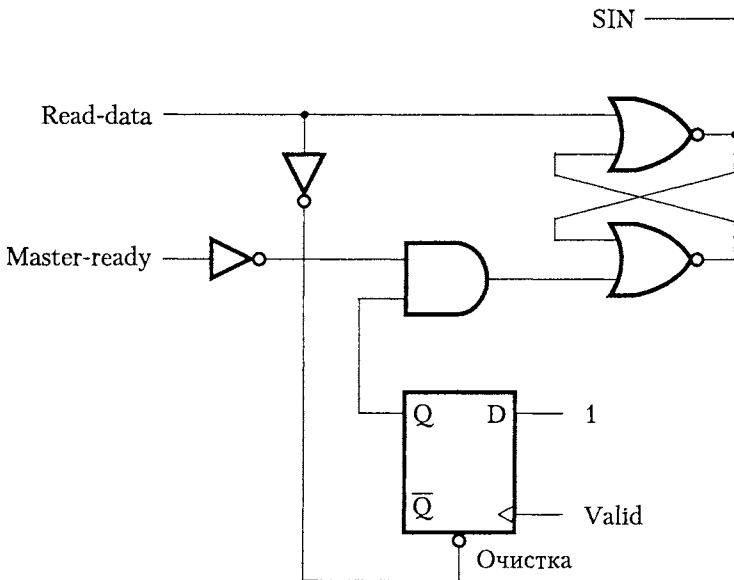 SIN
Read-data
Master-ready
Q D 1
Q̅ Valid
Очистка